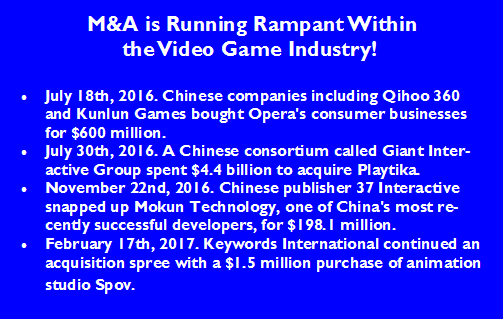 M&A is Running Rampant Within
the Video Game Industry!
• July 18th, 2016. Chinese companies including Qihoo 360
and Kunlun Games bought Opera's consumer businesses
for $600 million.
• July 30th, 2016. A Chinese consortium called Giant Inter-
active Group spent $4.4 billion to acquire Playtika.
• November 22nd, 2016. Chinese publisher 37 Interactive
snapped up Mokun Technology, one of China's most re-
cently successful developers, for $198.1 million.
• February 17th, 2017. Keywords International continued an
acquisition spree with a $1.5 million purchase of animation
studio Spov.